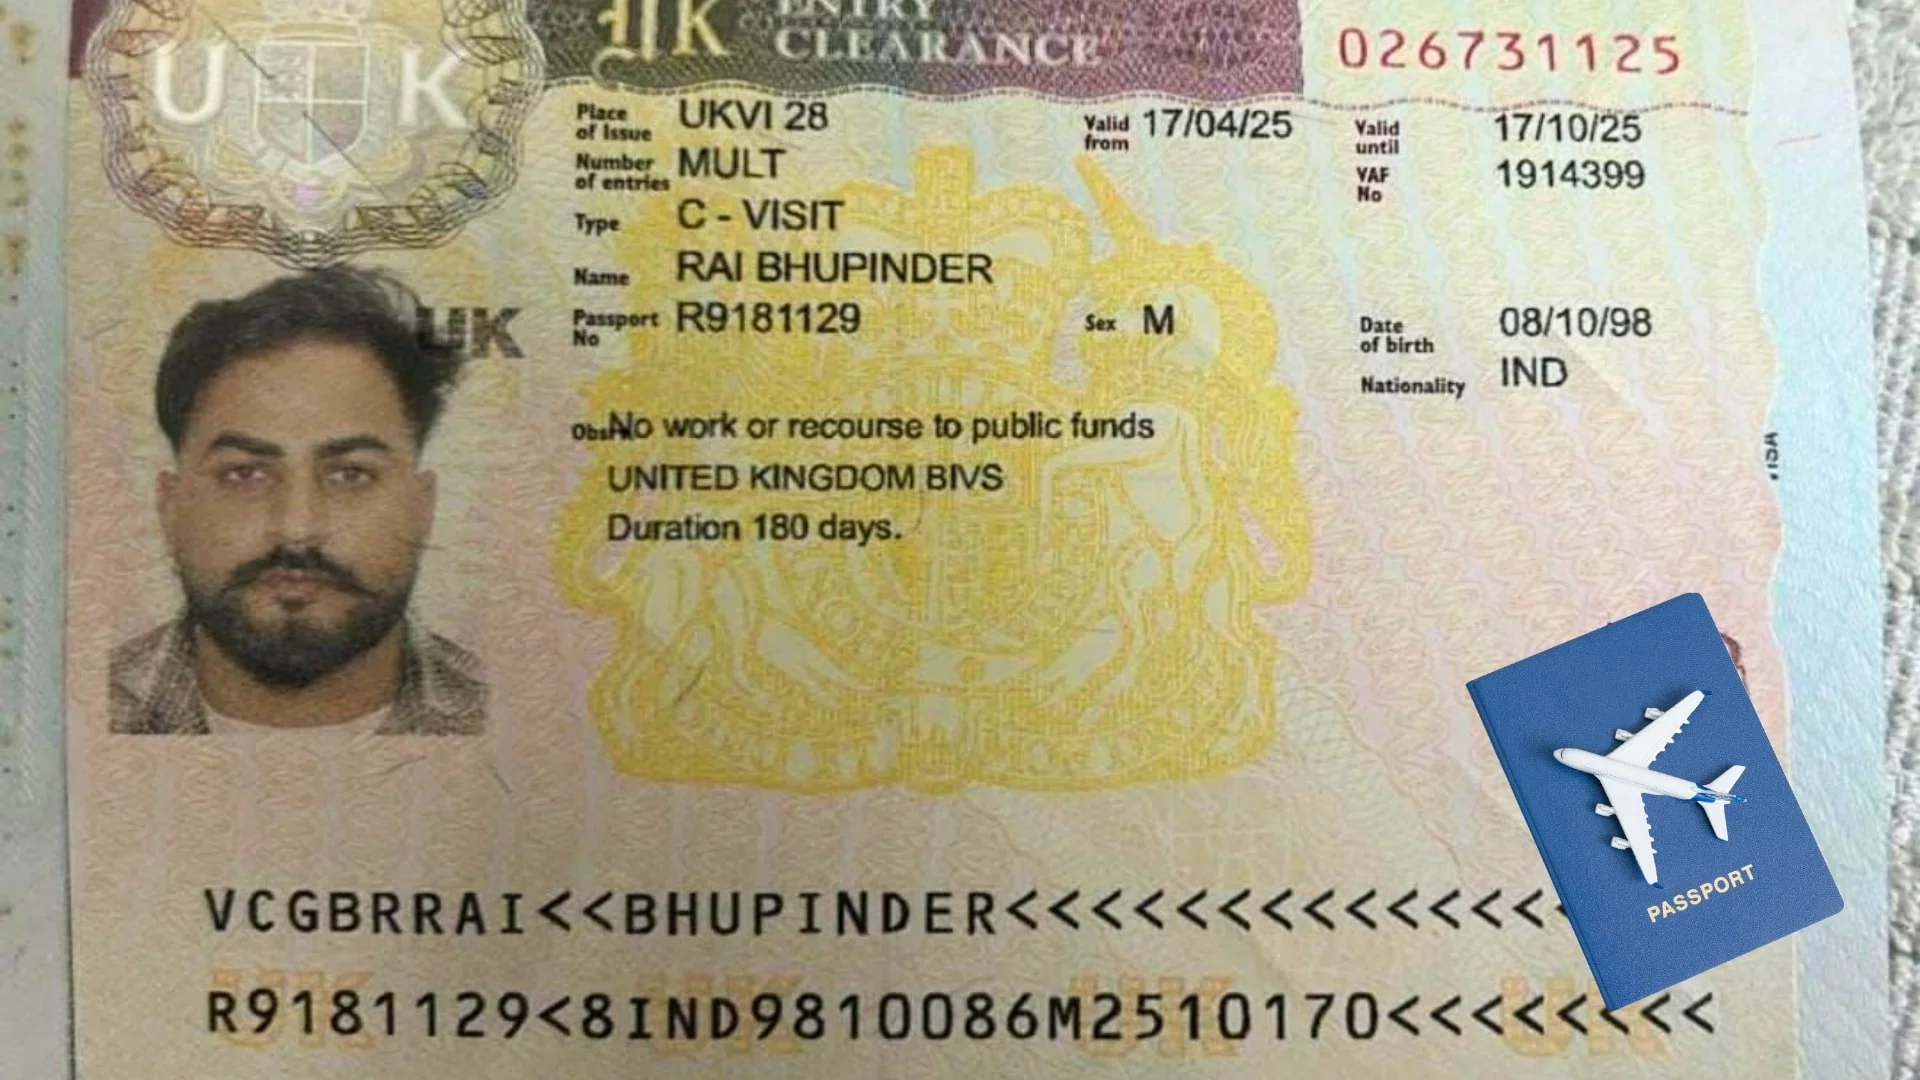 UK ENTRY CLEARANCE
026731125
U K
Place of Issue UKVI 28
Valid from 17/04/25
Valid until 17/10/25
Number of entries MULT
VAF No 1914399
Type C - VISIT
Name RAI BHUPINDER
UK
Passport No R9181129
Sex M
Date of birth 08/10/98
Nationality IND
No work or recourse to public funds
UNITED KINGDOM BIVS
Duration 180 days.
PASSPORT
VCGBRRAI<<BHUPINDER<<<<<<<<<<<<<
R9181129<8IND9810086M2510170<<<<<<<<